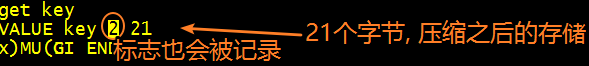 get key
VALUE key 2 21
21个字节, 压缩之后的存储
x)MU(GI END
标志也会被记录